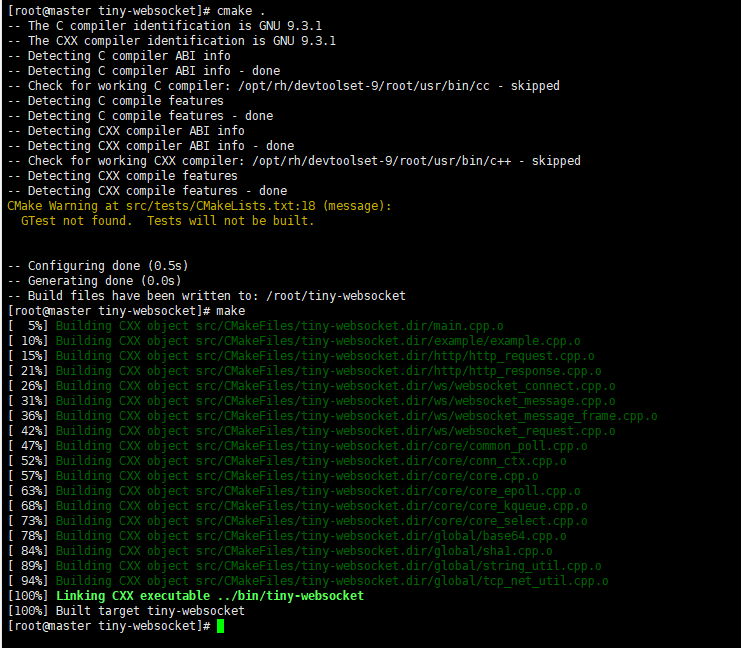 [root@master tiny-websocket]# cmake .
-- The C compiler identification is GNU 9.3.1
-- The CXX compiler identification is GNU 9.3.1
-- Detecting C compiler ABI info
-- Detecting C compiler ABI info - done
-- Check for working C compiler: /opt/rh/devtoolset-9/root/usr/bin/cc - skipped
-- Detecting C compile features
-- Detecting C compile features - done
-- Detecting CXX compiler ABI info
-- Detecting CXX compiler ABI info - done
-- Check for working CXX compiler: /opt/rh/devtoolset-9/root/usr/bin/c++ - skipped
-- Detecting CXX compile features
-- Detecting CXX compile features - done
CMake Warning at src/tests/CMakeLists.txt:18 (message):
  GTest not found.  Tests will not be built.
-- Configuring done (0.5s)
-- Generating done (0.0s)
-- Build files have been written to: /root/tiny-websocket
[root@master tiny-websocket]# make
[  5%] Building CXX object src/CMakeFiles/tiny-websocket.dir/main.cpp.o
[ 10%] Building CXX object src/CMakeFiles/tiny-websocket.dir/example/example.cpp.o
[ 15%] Building CXX object src/CMakeFiles/tiny-websocket.dir/http/http_request.cpp.o
[ 21%] Building CXX object src/CMakeFiles/tiny-websocket.dir/http/http_response.cpp.o
[ 26%] Building CXX object src/CMakeFiles/tiny-websocket.dir/ws/websocket_connect.cpp.o
[ 31%] Building CXX object src/CMakeFiles/tiny-websocket.dir/ws/websocket_message.cpp.o
[ 36%] Building CXX object src/CMakeFiles/tiny-websocket.dir/ws/websocket_message_frame.cpp.o
[ 42%] Building CXX object src/CMakeFiles/tiny-websocket.dir/ws/websocket_request.cpp.o
[ 47%] Building CXX object src/CMakeFiles/tiny-websocket.dir/core/common_poll.cpp.o
[ 52%] Building CXX object src/CMakeFiles/tiny-websocket.dir/core/conn_ctx.cpp.o
[ 57%] Building CXX object src/CMakeFiles/tiny-websocket.dir/core/core.cpp.o
[ 63%] Building CXX object src/CMakeFiles/tiny-websocket.dir/core/core_epoll.cpp.o
[ 68%] Building CXX object src/CMakeFiles/tiny-websocket.dir/core/core_kqueue.cpp.o
[ 73%] Building CXX object src/CMakeFiles/tiny-websocket.dir/core/core_select.cpp.o
[ 78%] Building CXX object src/CMakeFiles/tiny-websocket.dir/global/base64.cpp.o
[ 84%] Building CXX object src/CMakeFiles/tiny-websocket.dir/global/sha1.cpp.o
[ 89%] Building CXX object src/CMakeFiles/tiny-websocket.dir/global/string_util.cpp.o
[ 94%] Building CXX object src/CMakeFiles/tiny-websocket.dir/global/tcp_net_util.cpp.o
[100%] Linking CXX executable ../bin/tiny-websocket
[100%] Built target tiny-websocket
[root@master tiny-websocket]#